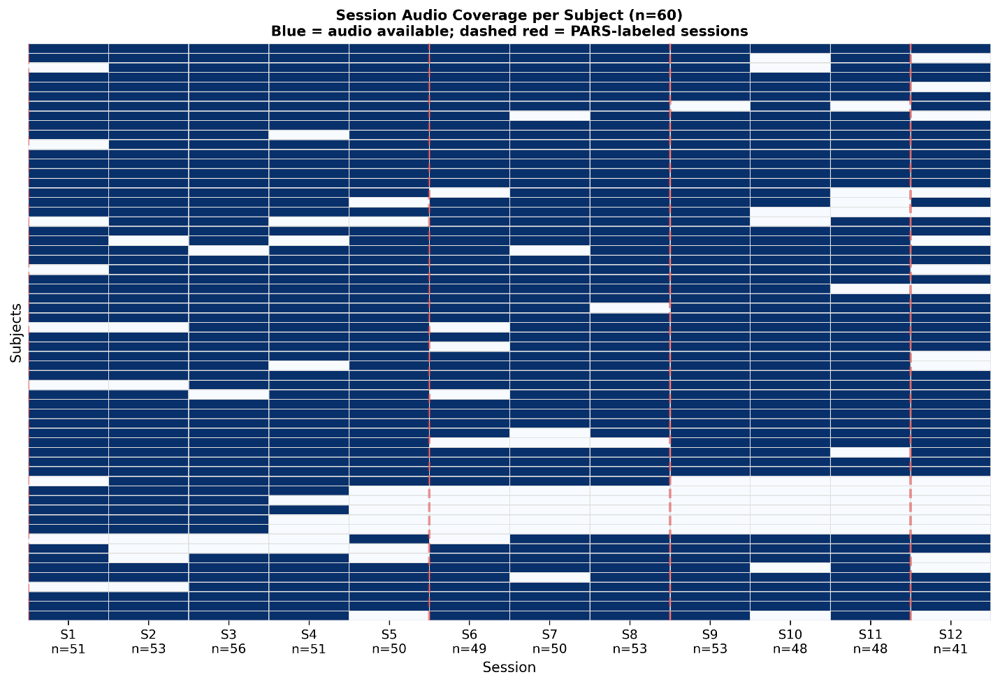 Session Audio Coverage per Subject (n=60)
Blue = audio available; dashed red = PARS-labeled sessions
Subjects
S1 S2 S3 S4 S5 S6 S7 S8 S9 S10 S11 S12
n=51 n=53 n=56 n=51 n=50 n=49 n=50 n=53 n=53 n=48 n=48 n=41
Session